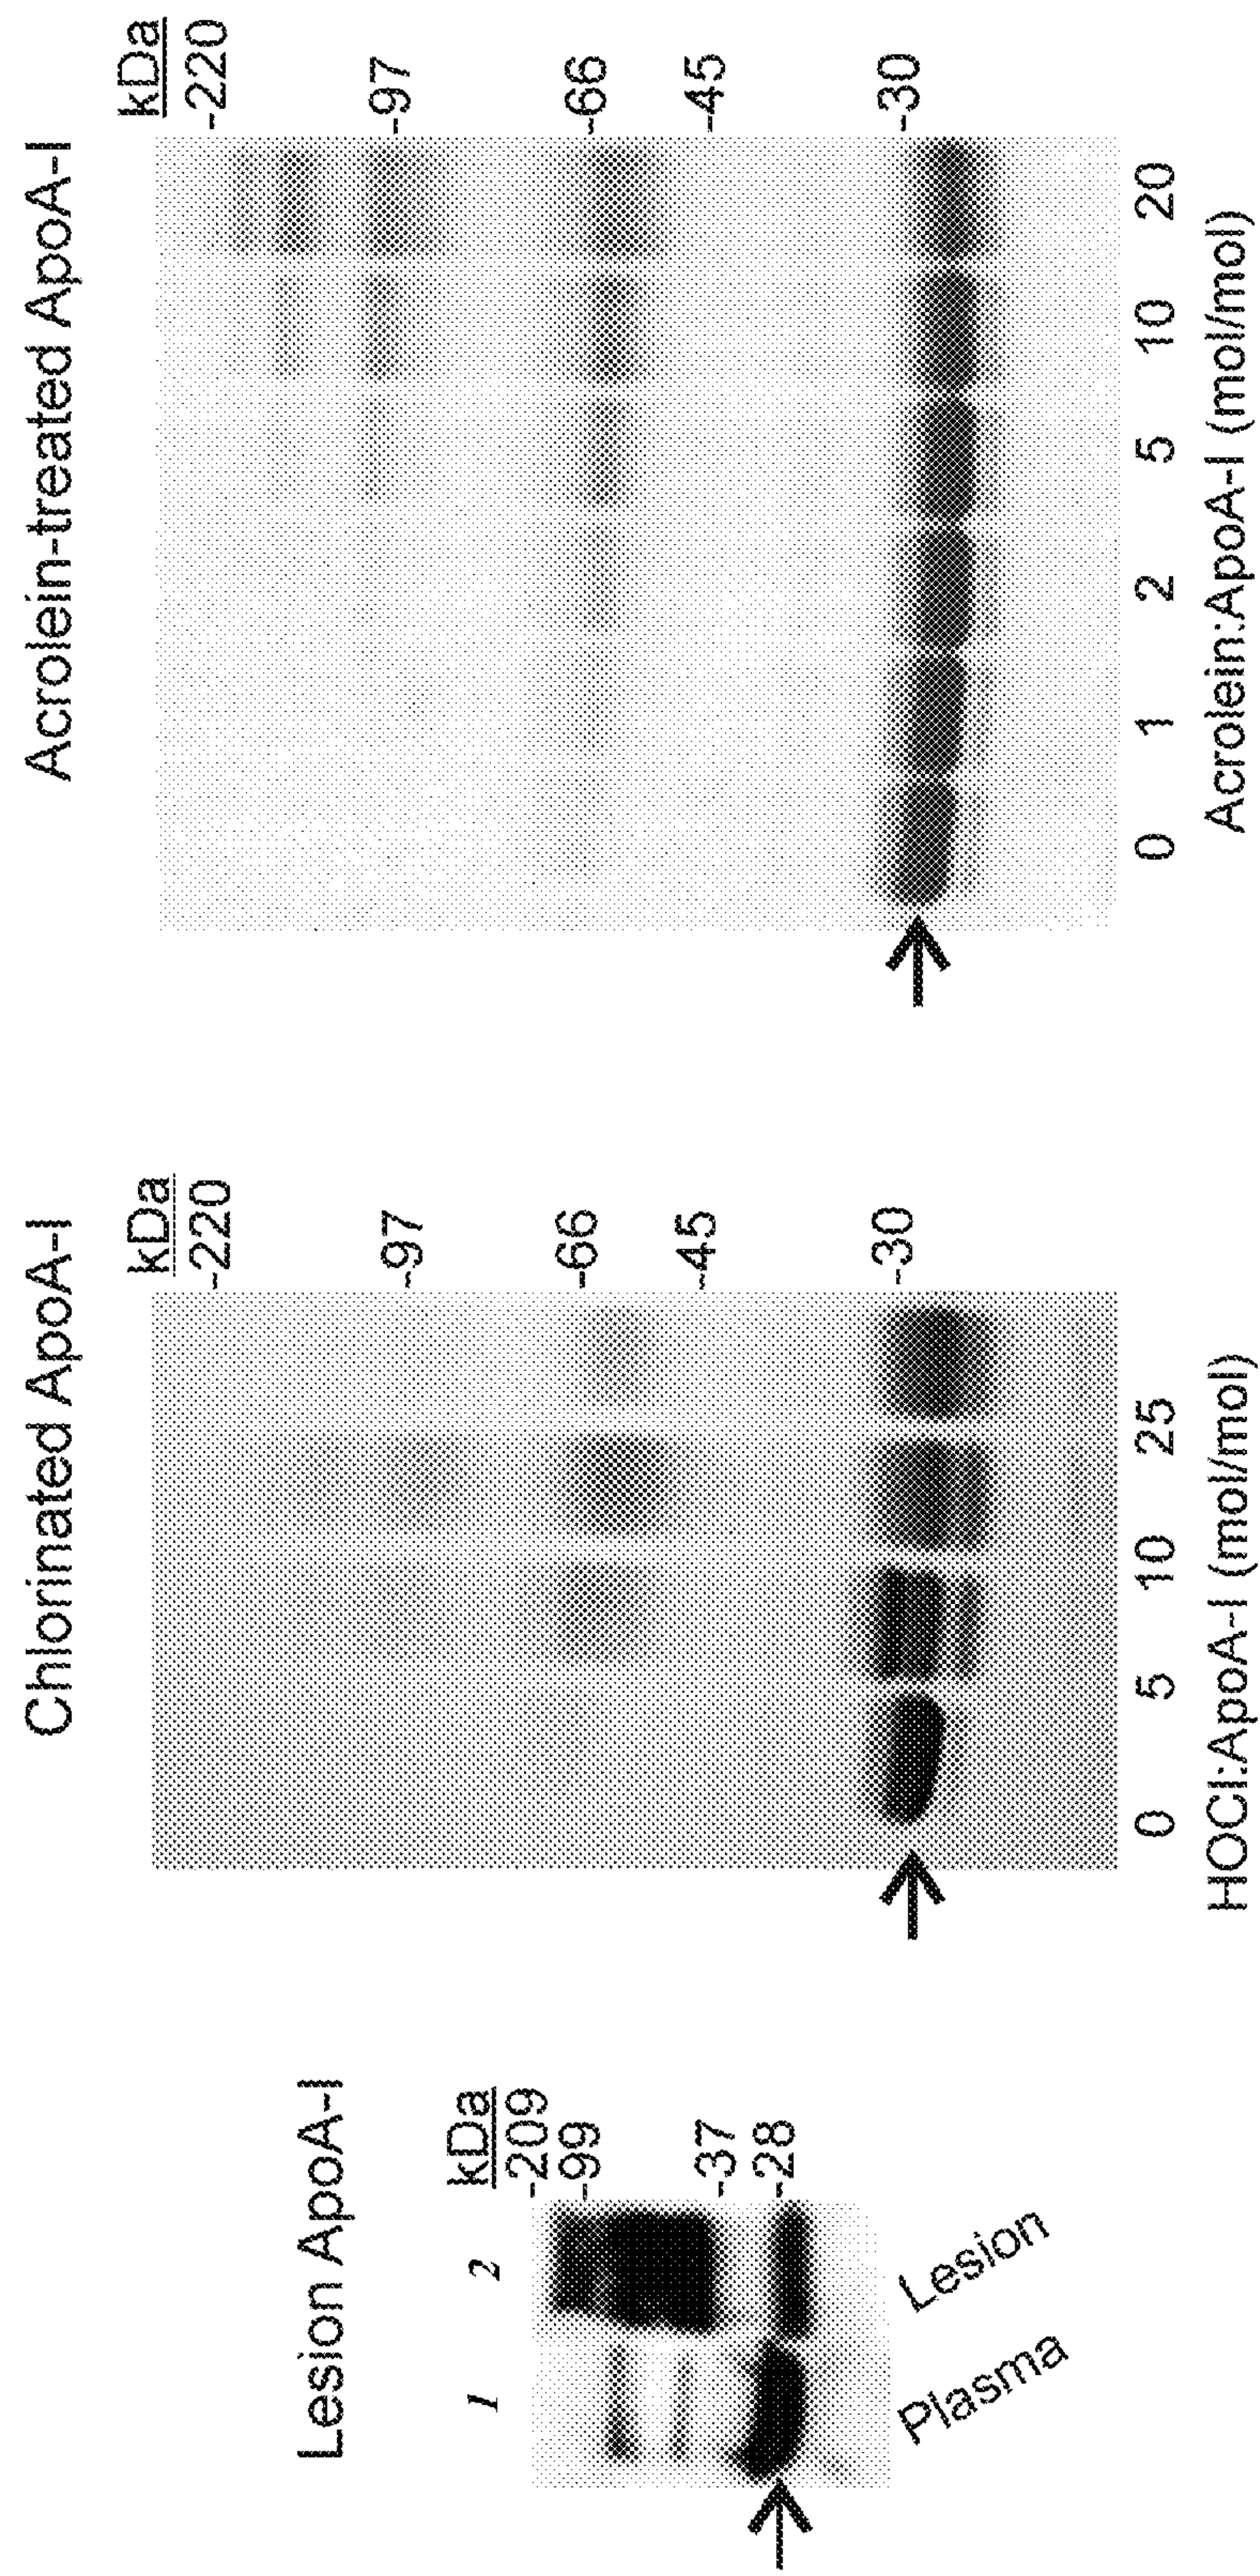 Lesion ApoA-I
1
2
kDa
-209
-99
-37
-28
Plasma
Lesion
Chlorinated ApoA-I
kDa
-220
-97
-66
-45
-30
0 5 10 25
HOCl:ApoA-I (mol/mol)
Acrolein-treated ApoA-I
kDa
-220
-97
-66
-45
-30
0 1 2 5 10 20
Acrolein:ApoA-I (mol/mol)